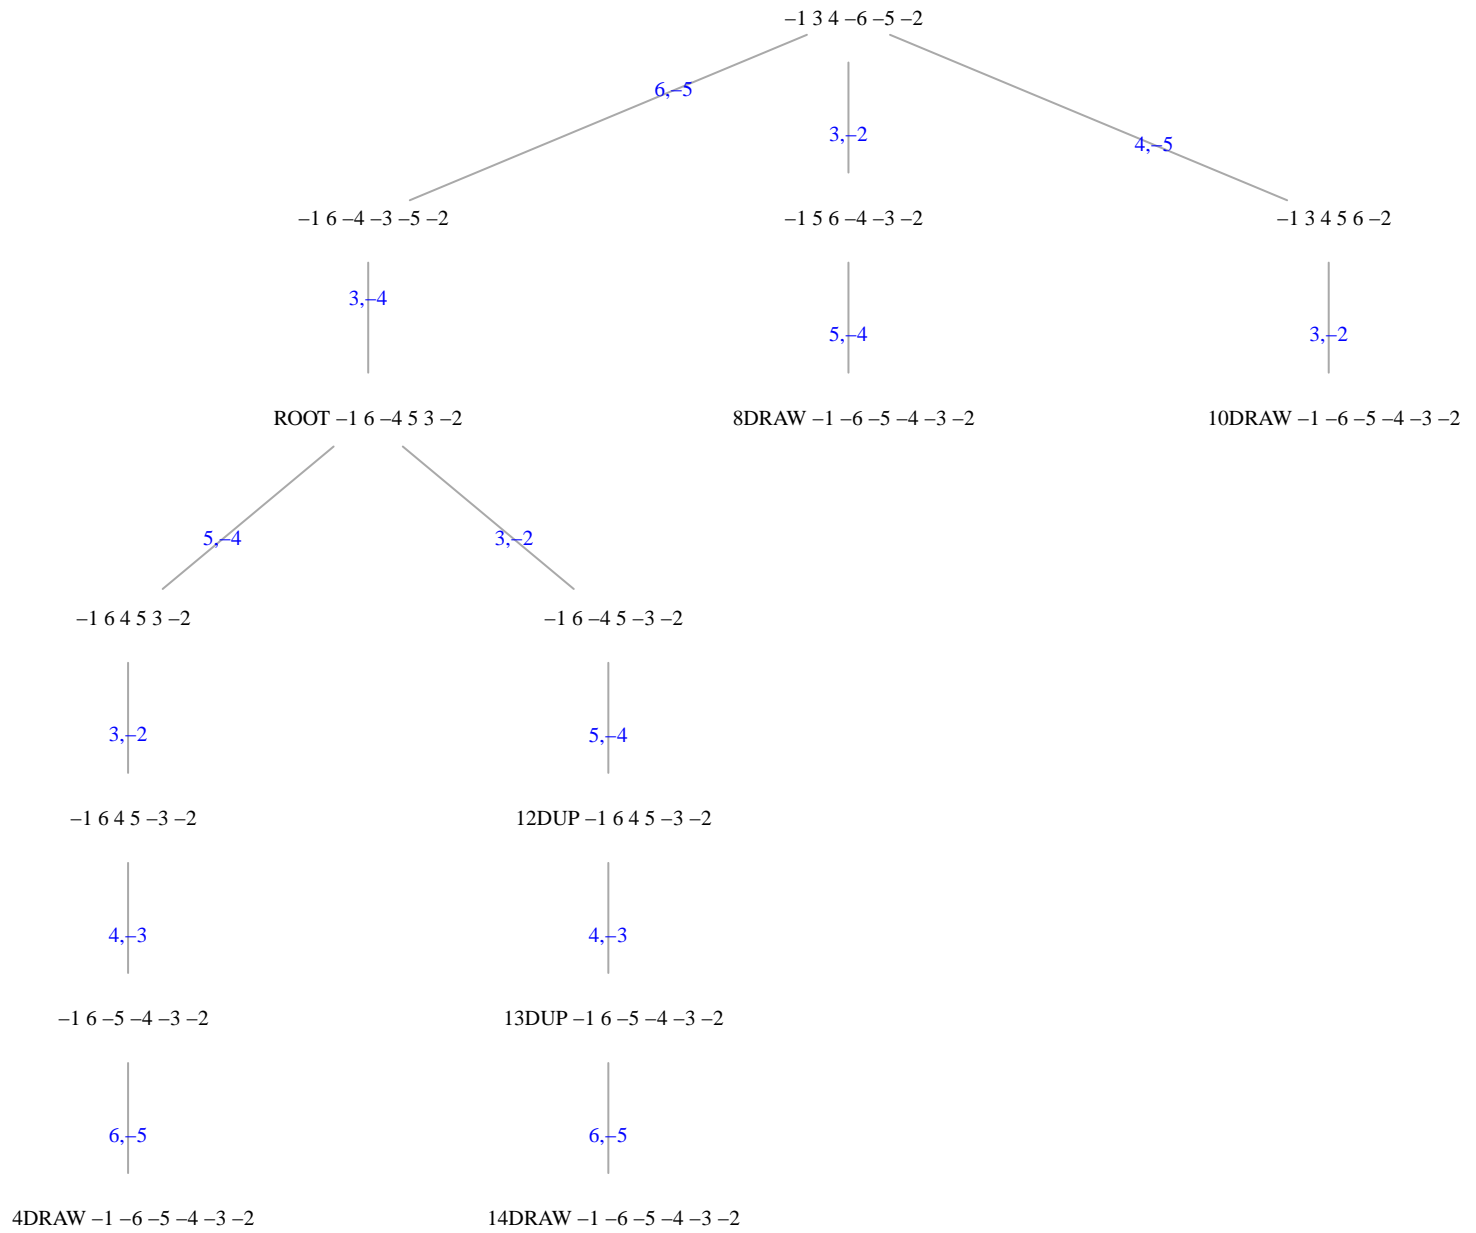 –1 3 4 –6 –5 –2
6,–5
3,–2
4,–5
–1 6 –4 –3 –5 –2
–1 5 6 –4 –3 –2
–1 3 4 5 6 –2
3,–4
5,–4
3,–2
ROOT –1 6 –4 5 3 –2
8DRAW –1 –6 –5 –4 –3 –2
10DRAW –1 –6 –5 –4 –3 –2
5,–4
3,–2
–1 6 4 5 3 –2
–1 6 –4 5 –3 –2
3,–2
5,–4
–1 6 4 5 –3 –2
12DUP –1 6 4 5 –3 –2
4,–3
4,–3
–1 6 –5 –4 –3 –2
13DUP –1 6 –5 –4 –3 –2
6,–5
6,–5
4DRAW –1 –6 –5 –4 –3 –2
14DRAW –1 –6 –5 –4 –3 –2